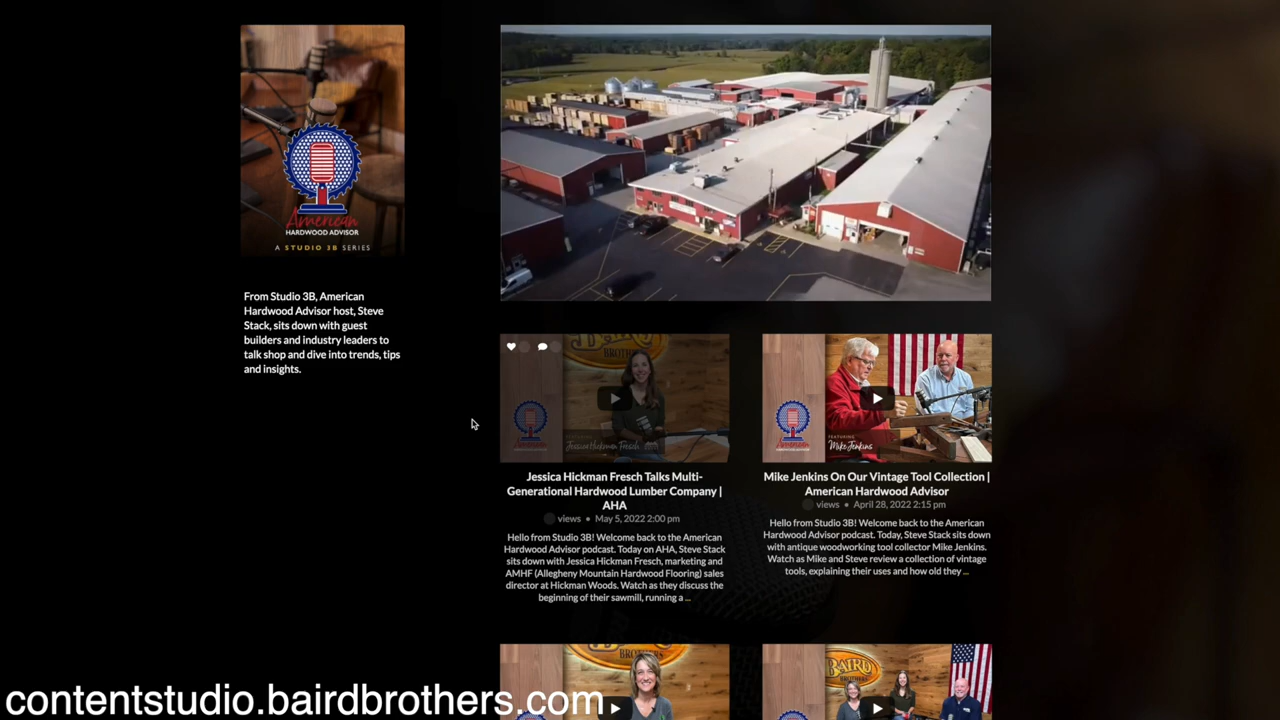 American
HARDWOOD ADVISOR
A STUDIO 3B SERIES
From Studio 3B, American
Hardwood Advisor host, Steve
Stack, sits down with guest
builders and industry leaders to
talk shop and dive into trends, tips
and insights.
BAIRD
BROTHERS
Jessica Hickman Fresch
Jessica Hickman Fresch Talks Multi-
Generational Hardwood Lumber Company |
AHA
views • May 5, 2022 2:00 pm
Hello from Studio 3B! Welcome back to the American
Hardwood Advisor podcast. Today on AHA, Steve Stack
sits down with Jessica Hickman Fresch, marketing and
AMHF (Allegheny Mountain Hardwood Flooring) sales
director at Hickman Woods. Watch as they discuss the
beginning of their sawmill, running a ...
FEATURING
Mike Jenkins
Mike Jenkins On Our Vintage Tool Collection |
American Hardwood Advisor
views • April 28, 2022 2:15 pm
Hello from Studio 3B! Welcome back to the American
Hardwood Advisor podcast. Today, Steve Stack sits down
with antique woodworking tool collector Mike Jenkins.
Watch as Mike and Steve review a collection of vintage
tools, explaining their uses and how old they ...
BROTHERS
BAIRD
BROTHERS
contentstudio.bairdbrothers.com